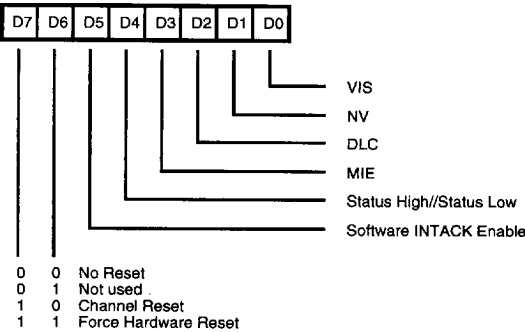 D7 D6 D5 D4 D3 D2 D1 D0
VIS
NV
DLC
MIE
Status High//Status Low
Software INTACK Enable
0 0 No Reset
0 1 Not used
1 0 Channel Reset
1 1 Force Hardware Reset